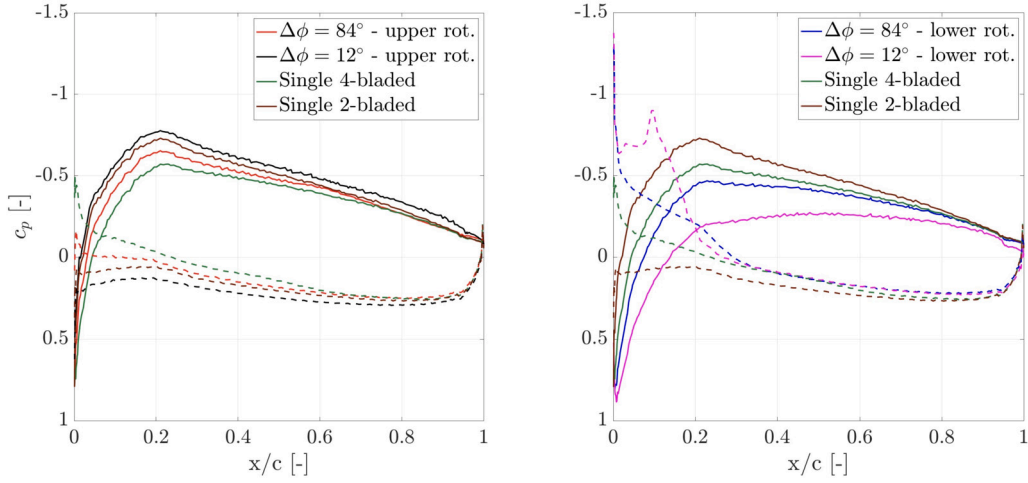 -1.5
-1
-0.5
0
0.5
1
c_p [-]
0
0.2
0.4
0.6
0.8
1
x/c [-]
Δϕ = 84° - upper rot.
Δϕ = 12° - upper rot.
Single 4-bladed
Single 2-bladed
-1.5
-1
-0.5
0
0.5
1
0
0.2
0.4
0.6
0.8
1
x/c [-]
Δϕ = 84° - lower rot.
Δϕ = 12° - lower rot.
Single 4-bladed
Single 2-bladed